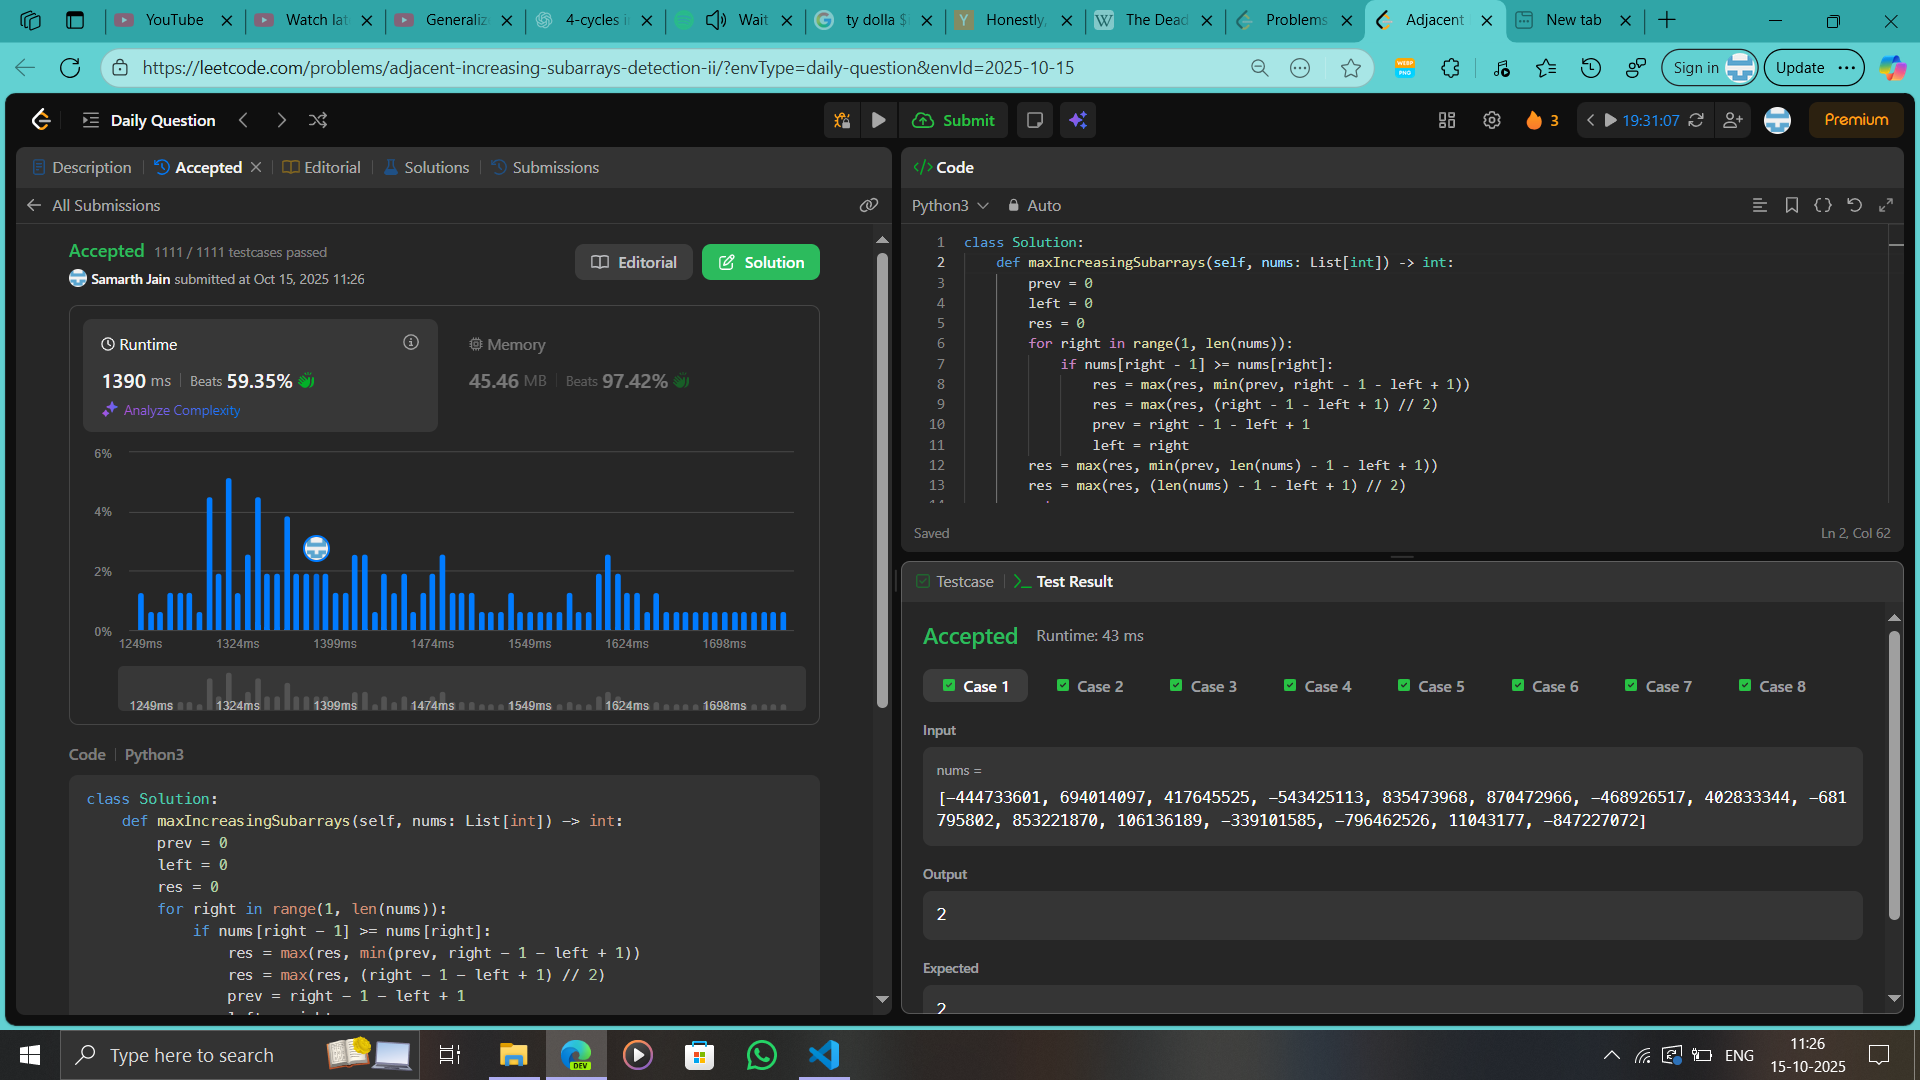 YouTube
Watch lat
Generaliz
4-cycles i
Wait
ty dolla $
Honestly,
The Dead
Problems
Adjacent
New tab
https://leetcode.com/problems/adjacent-increasing-subarrays-detection-ii/?envType=daily-question&envId=2025-10-15
Sign in
Update
Daily Question
Submit
3
19:31:07
Premium
Description
Accepted
Editorial
Solutions
Submissions
All Submissions
Accepted 1111 / 1111 testcases passed
Samarth Jain submitted at Oct 15, 2025 11:26
Editorial
Solution
Runtime
1390 ms Beats 59.35%
Analyze Complexity
Memory
45.46 MB Beats 97.42%
6%
4%
2%
0%
1249ms 1324ms 1399ms 1474ms 1549ms 1624ms 1698ms
1249ms 1324ms 1399ms 1474ms 1549ms 1624ms 1698ms
Code Python3
class Solution:
def maxIncreasingSubarrays(self, nums: List[int]) -> int:
prev = 0
left = 0
res = 0
for right in range(1, len(nums)):
if nums[right - 1] >= nums[right]:
res = max(res, min(prev, right - 1 - left + 1))
res = max(res, (right - 1 - left + 1) // 2)
prev = right - 1 - left + 1
</> Code
Python3
Auto
1 class Solution:
2 def maxIncreasingSubarrays(self, nums: List[int]) -> int:
3 prev = 0
4 left = 0
5 res = 0
6 for right in range(1, len(nums)):
7 if nums[right - 1] >= nums[right]:
8 res = max(res, min(prev, right - 1 - left + 1))
9 res = max(res, (right - 1 - left + 1) // 2)
10 prev = right - 1 - left + 1
11 left = right
12 res = max(res, min(prev, len(nums) - 1 - left + 1))
13 res = max(res, (len(nums) - 1 - left + 1) // 2)
Saved
Ln 2, Col 62
Testcase
Test Result
Accepted Runtime: 43 ms
Case 1
Case 2
Case 3
Case 4
Case 5
Case 6
Case 7
Case 8
Input
nums =
[-444733601, 694014097, 417645525, -543425113, 835473968, 870472966, -468926517, 402833344, -681
795802, 853221870, 106136189, -339101585, -796462526, 11043177, -847227072]
Output
2
Expected
2
Type here to search
DEV
ENG
11:26
15-10-2025